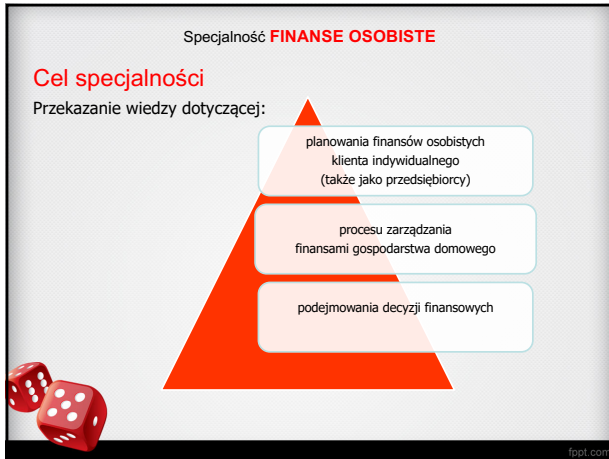 Specjalność FINANSE OSOBISTE
Cel specjalności
Przekazanie wiedzy dotyczącej:
planowania finansów osobistych
klienta indywidualnego
(także jako przedsiębiorcy)
procesu zarządzania
finansami gospodarstwa domowego
podejmowania decyzji finansowych
fppt.com